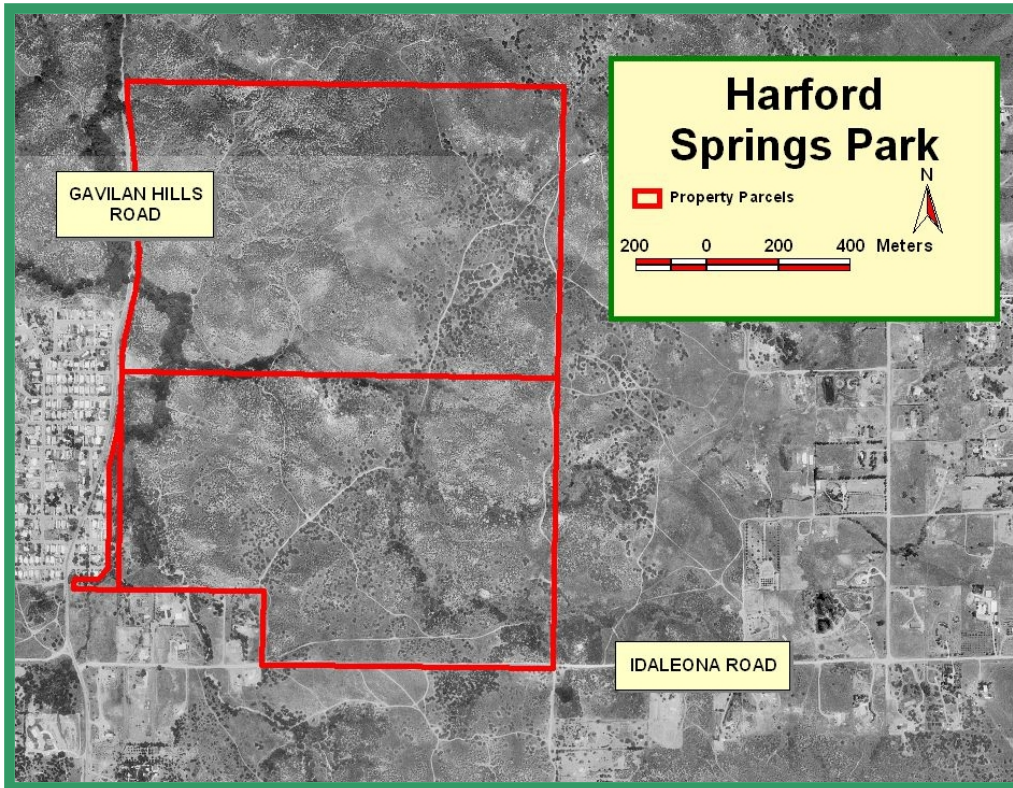 Harford
Springs Park
N
Property Parcels
200 0 200 400 Meters
GAVILAN HILLS
ROAD
IDALEONA ROAD